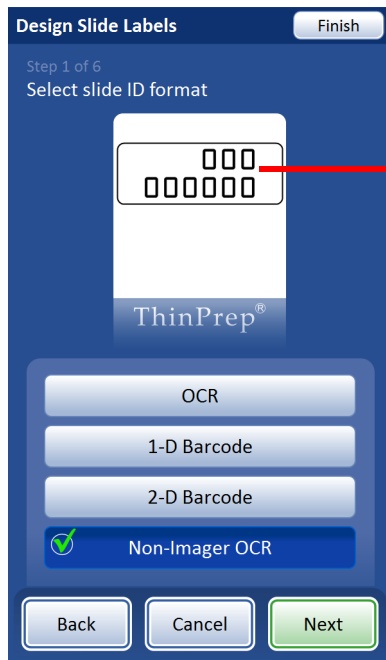 Design Slide Labels
Finish
Step 1 of 6
Select slide ID format
000
000000
ThinPrep®
OCR
1-D Barcode
2-D Barcode
Non-Imager OCR
Back
Cancel
Next